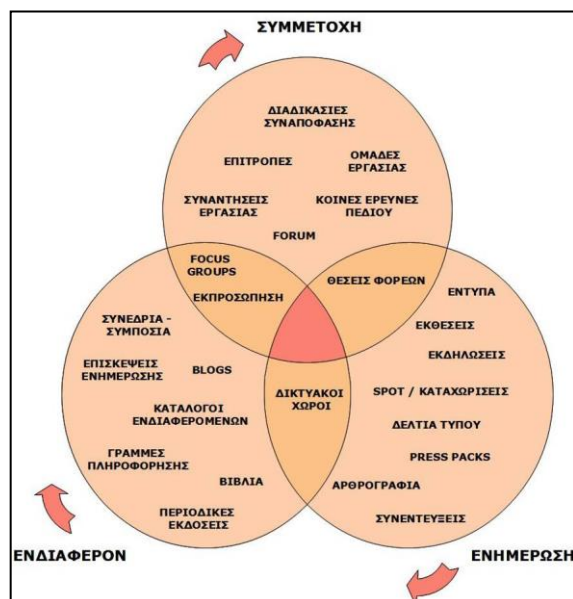 ΣΥΜΜΕΤΟΧΗ
ΔΙΑΔΙΚΑΣΙΕΣ
ΣΥΝΑΠΟΦΑΣΗΣ
ΕΠΙΤΡΟΠΕΣ
ΟΜΑΔΕΣ
ΕΡΓΑΣΙΑΣ
ΣΥΝΑΝΤΗΣΕΙΣ
ΕΡΓΑΣΙΑΣ
ΚΟΙΝΕΣ ΕΡΕΥΝΕΣ
ΠΕΔΙΟΥ
FORUM
FOCUS
GROUPS
ΕΚΠΡΟΣΩΠΗΣΗ
ΘΕΣΕΙΣ ΦΟΡΕΩΝ
ΣΥΝΕΔΡΙΑ -
ΣΥΜΠΟΣΙΑ
ΕΠΙΣΚΕΨΕΙΣ
ΕΝΗΜΕΡΩΣΗΣ
BLOGS
ΚΑΤΑΛΟΓΟΙ
ΕΝΔΙΑΦΕΡΟΜΕΝΩΝ
ΓΡΑΜΜΕΣ
ΠΛΗΡΟΦΟΡΗΣΗΣ
ΒΙΒΛΙΑ
ΠΕΡΙΟΔΙΚΕΣ
ΕΚΔΟΣΕΙΣ
ΔΙΚΤΥΑΚΟΙ
ΧΩΡΟΙ
ΕΝΤΥΠΑ
ΕΚΘΕΣΕΙΣ
ΕΚΔΗΛΩΣΕΙΣ
SPOT / ΚΑΤΑΧΩΡΙΣΕΙΣ
ΔΕΛΤΙΑ ΤΥΠΟΥ
PRESS PACKS
ΑΡΘΡΟΓΡΑΦΙΑ
ΣΥΝΕΝΤΕΥΞΕΙΣ
ΕΝΔΙΑΦΕΡΟΝ
ΕΝΗΜΕΡΩΣΗ